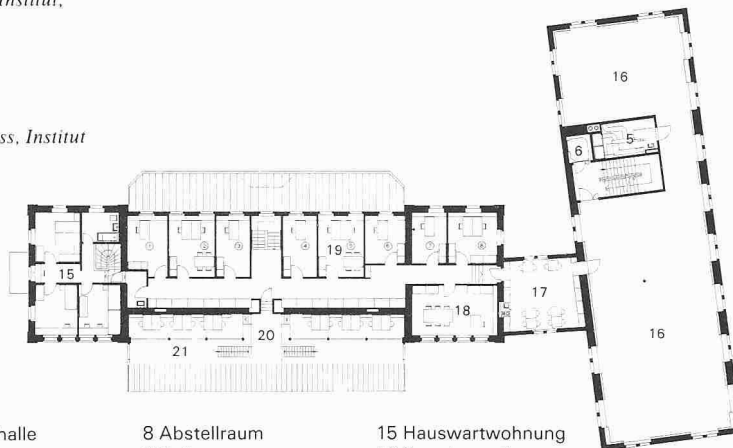 Institut,
ss, Institut
16
5
6
15
19
17
18
16
20
21
halle
8 Abstellraum
15 Hauswartwohnung